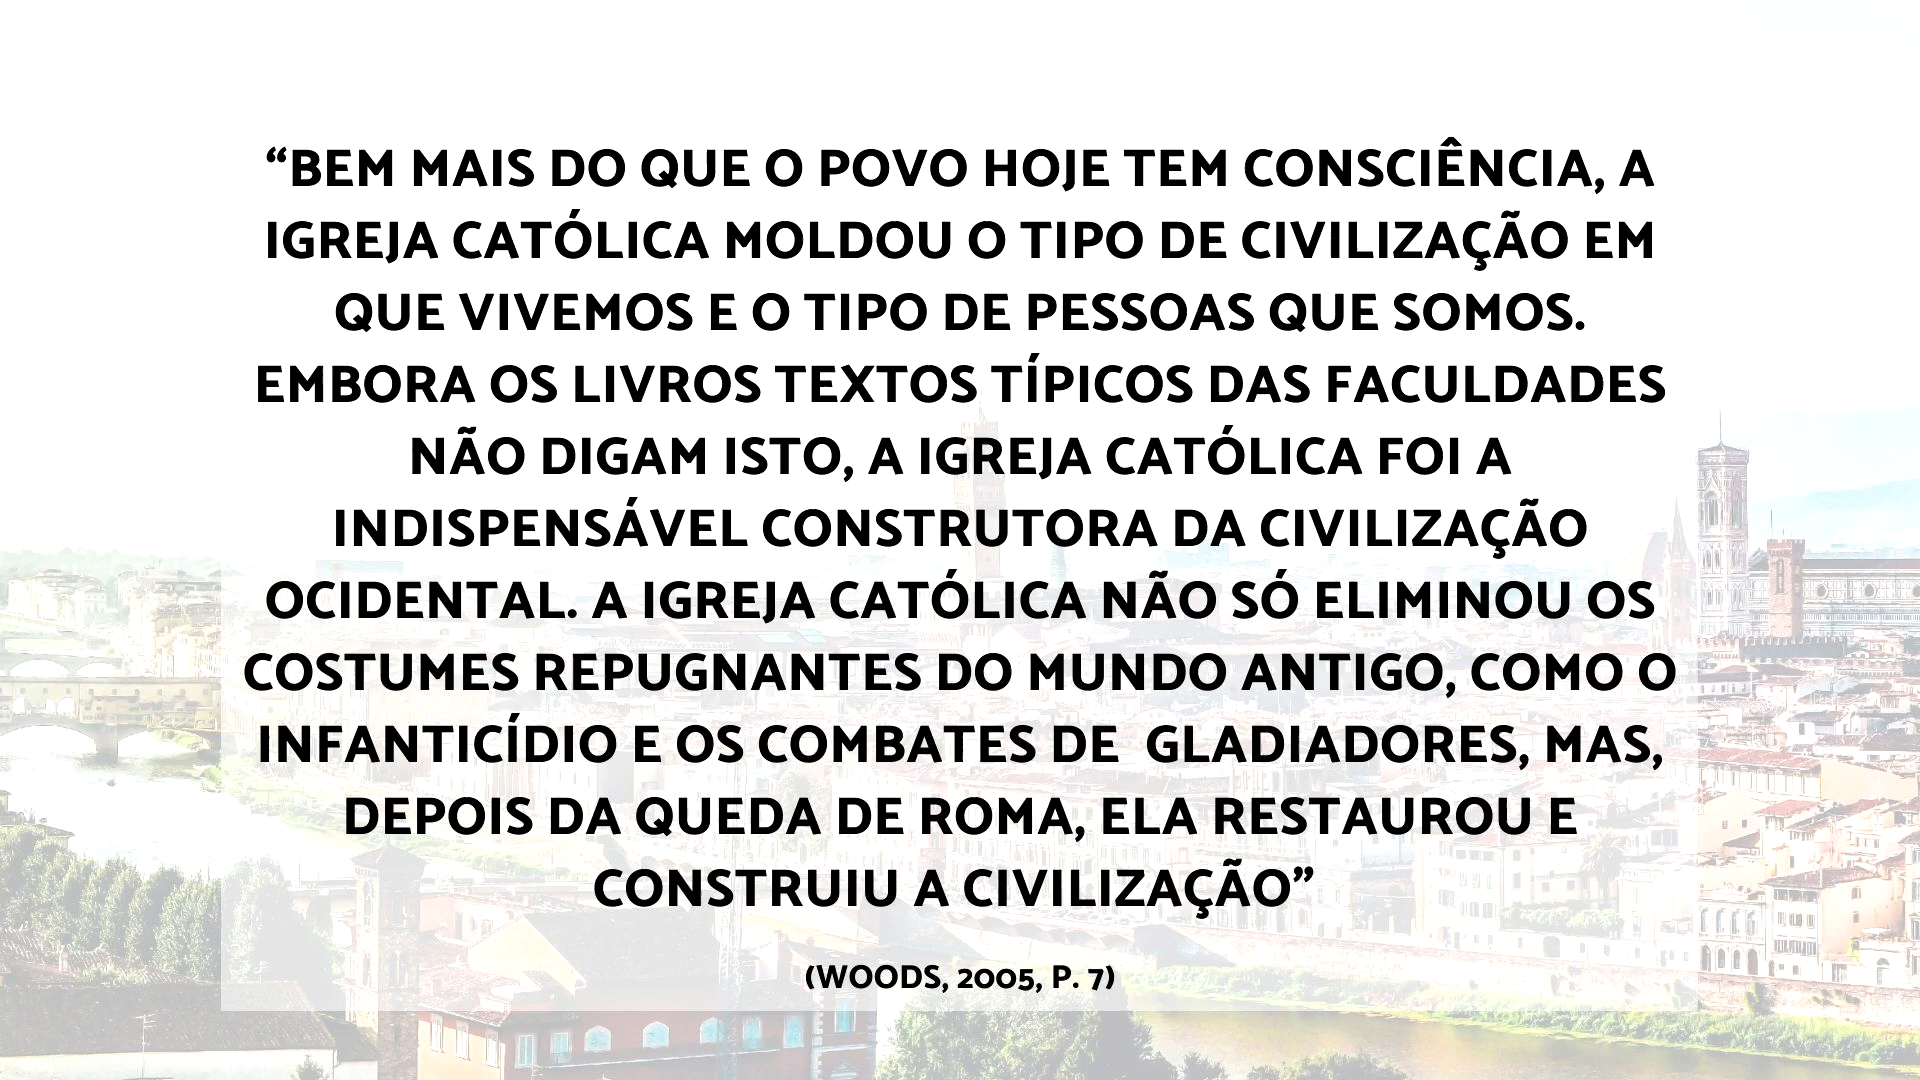 “BEM MAIS DO QUE O POVO HOJE TEM CONSCIÊNCIA, A
IGREJA CATÓLICA MOLDOU O TIPO DE CIVILIZAÇÃO EM
QUE VIVEMOS E O TIPO DE PESSOAS QUE SOMOS.
EMBORA OS LIVROS TEXTOS TÍPICOS DAS FACULDADES
NÃO DIGAM ISTO, A IGREJA CATÓLICA FOI A
INDISPENSÁVEL CONSTRUTORA DA CIVILIZAÇÃO
OCIDENTAL. A IGREJA CATÓLICA NÃO SÓ ELIMINOU OS
COSTUMES REPUGNANTES DO MUNDO ANTIGO, COMO O
INFANTICÍDIO E OS COMBATES DE  GLADIADORES, MAS,
DEPOIS DA QUEDA DE ROMA, ELA RESTAUROU E
CONSTRUIU A CIVILIZAÇÃO”
(WOODS, 2005, P. 7)